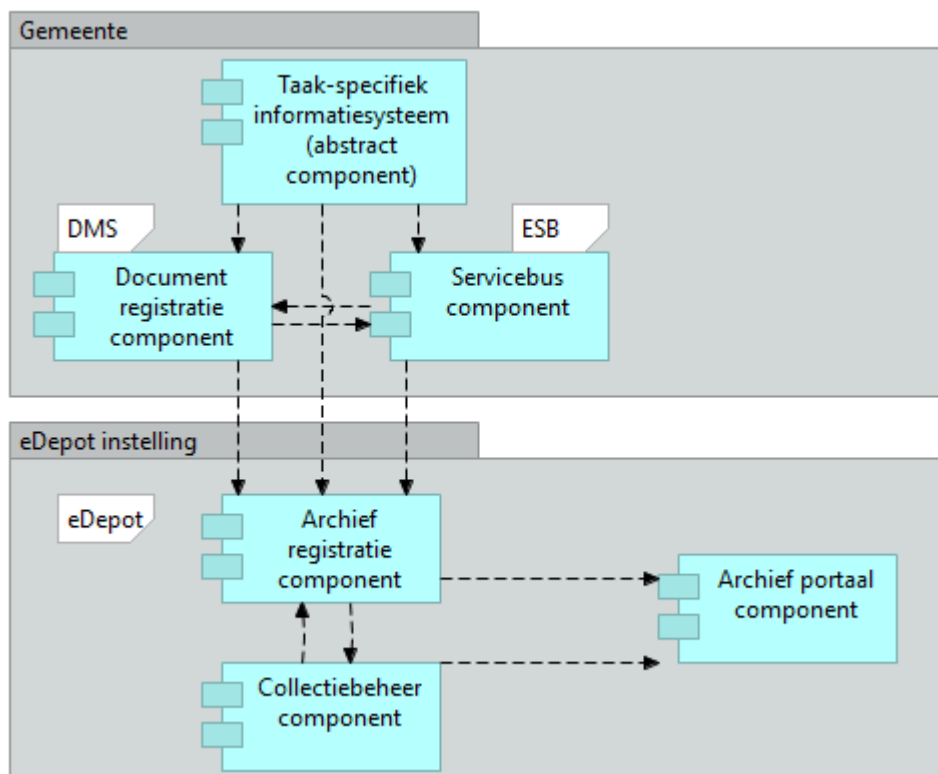 Gemeente
Taak-specifiek
informatiesysteem
(abstract
component)
DMS
ESB
Document
registratie
component
Servicebus
component
eDepot instelling
eDepot
Archief
registratie
component
Archief portaal
component
Collectiebeheer
component